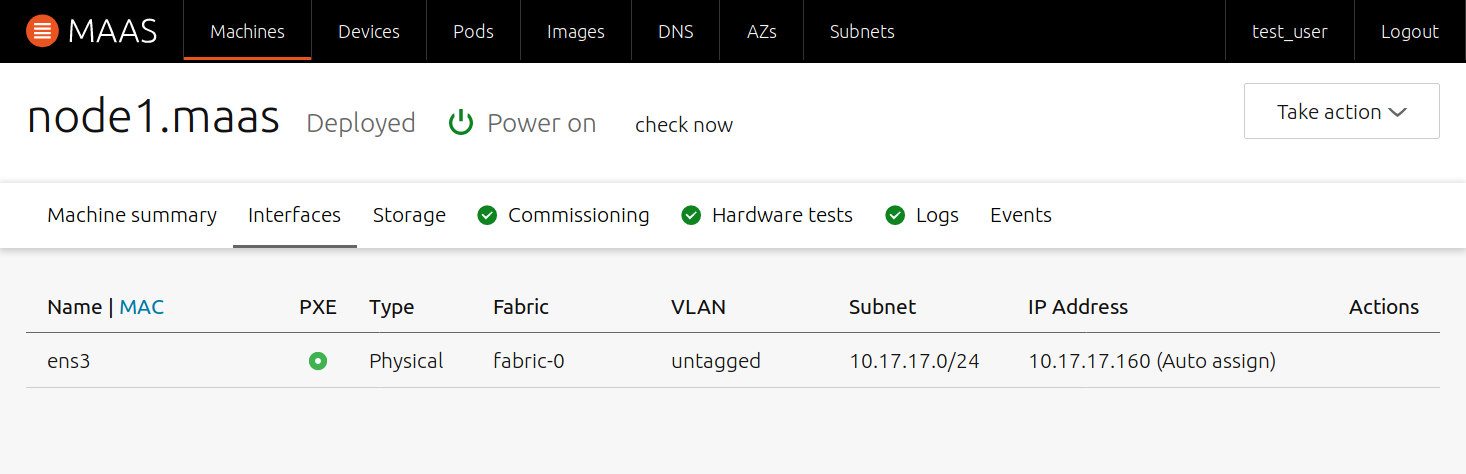 MAAS Machines Devices Pods Images DNS AZs Subnets test_user Logout
node1.maas Deployed Power on check now Take action
Machine summary Interfaces Storage Commissioning Hardware tests Logs Events
Name | MAC PXE Type Fabric VLAN Subnet IP Address Actions
ens3 Physical fabric-0 untagged 10.17.17.0/24 10.17.17.160 (Auto assign)